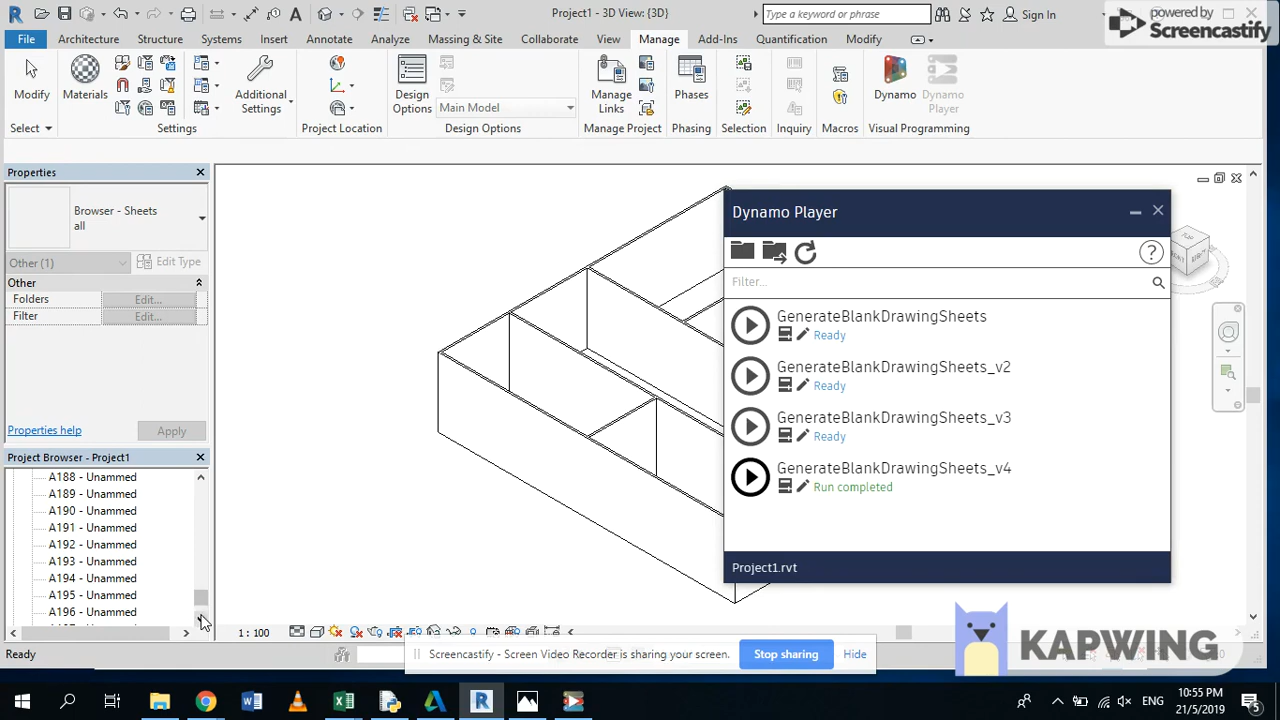 Project1 - 3D View: {3D}
Type a keyword or phrase
Sign In
powered by
Screencastify
File
Architecture
Structure
Systems
Insert
Annotate
Analyze
Massing & Site
View
Manage
Add-Ins
Quantification
Modify
Modify
Materials
Additional
Settings
Design
Options
Main Model
Manage
Links
Phases
Dynamo
Dynamo
Player
Select
Settings
Project Location
Design Options
Manage Project
Phasing
Selection
Inquiry
Macros
Visual Programming
Properties
Browser - Sheets
all
Other (1)
Edit Type
Other
Folders
Edit...
Filter
Edit...
Properties help
Apply
Project Browser - Project1
A188 - Unnamed
A189 - Unnamed
A190 - Unnamed
A191 - Unnamed
A192 - Unnamed
A193 - Unnamed
A194 - Unnamed
A195 - Unnamed
A196 - Unnamed
Dynamo Player
Filter...
GenerateBlankDrawingSheets
Ready
GenerateBlankDrawingSheets_v2
Ready
GenerateBlankDrawingSheets_v3
Ready
GenerateBlankDrawingSheets_v4
Run completed
Project1.rvt
1 : 100
Ready
Screencastify - Screen Video Recorder is sharing your screen.
Stop sharing
Hide
KAPWING
ENG
10:55 PM
21/5/2019
5